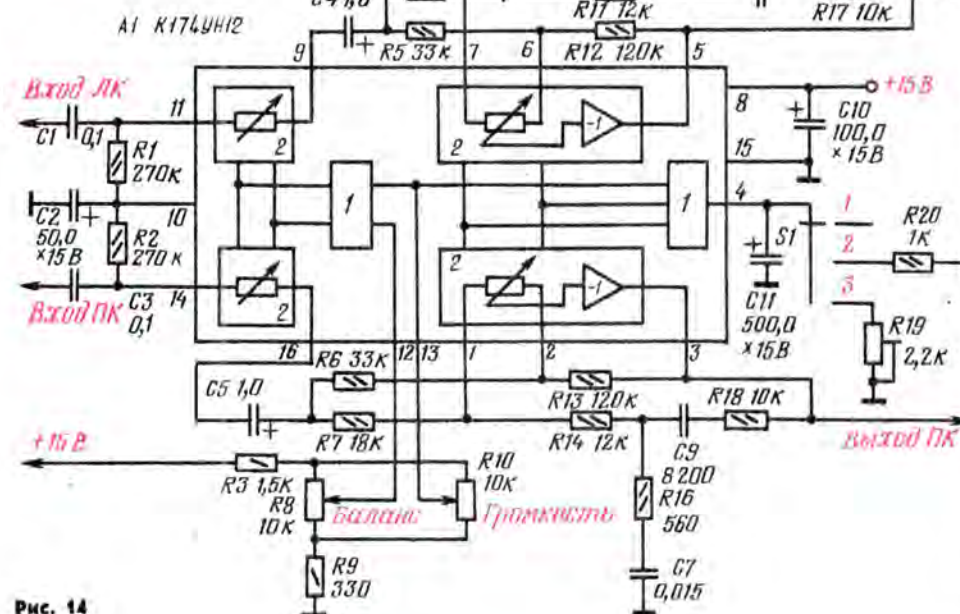 R11 12к
R17 10к
А1 К174УН12
9
R5 33к
7
6
R12 120к
5
Вход ЛК
11
8
+15 В
С1
0,1
2
-1
2
С10
100,0
×15В
R1
270к
15
10
1
1
4
С2
50,0
×15В
R2
270к
S1
1
2
3
R20
1к
2
-1
2
14
Вход ПК
С3
0,1
С11
500,0
×15В
R19
2,2к
16
12
13
1
2
3
R6 33к
С5 1,0
R13 120к
R18 10к
R7 18к
R14 12к
С9
8200
Выход ПК
+15 В
R3 1,5к
R8
10к
Баланс
R10
10к
Громкость
R16
560
R9
330
С7
0,015
Рис. 14